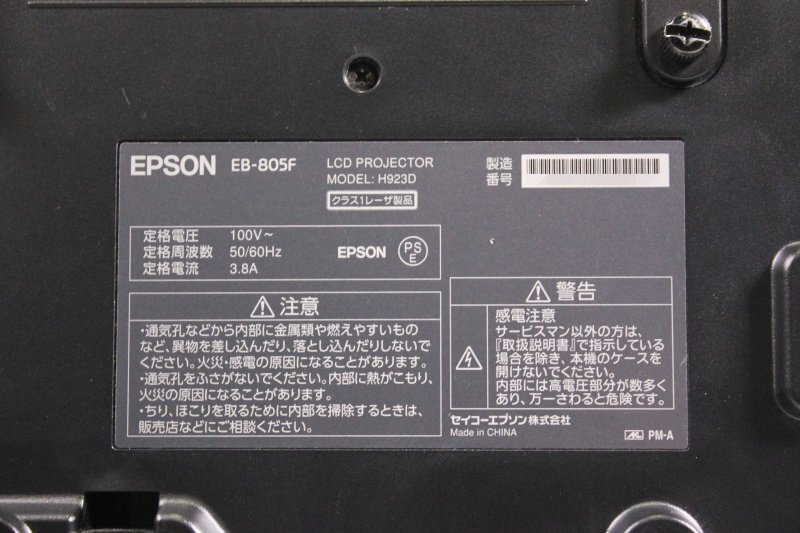 EPSON EB-805F
LCD PROJECTOR
MODEL: H923D
クラス1レーザ製品
製造
番号
定格電圧 100V～
定格周波数 50/60Hz
定格電流 3.8A
EPSON
PS
E
注意
・通気孔などから内部に金属類や燃えやすいもの
など、異物を差し込んだり、落とし込んだりしないで
ください。火災・感電の原因になることがあります。
・通気孔をふさがないでください。内部に熱がこもり、
火災の原因になることがあります。
・ちり、ほこりを取るために内部を掃除するときは、
販売店などにご相談ください。
警告
感電注意
サービスマン以外の方は、
『取扱説明書』で指示している
場合を除き、本機のケースを
開けないでください。
内部には高電圧部分が数多く
あり、万一さわると危険です。
セイコーエプソン株式会社
Made in CHINA
PM-A